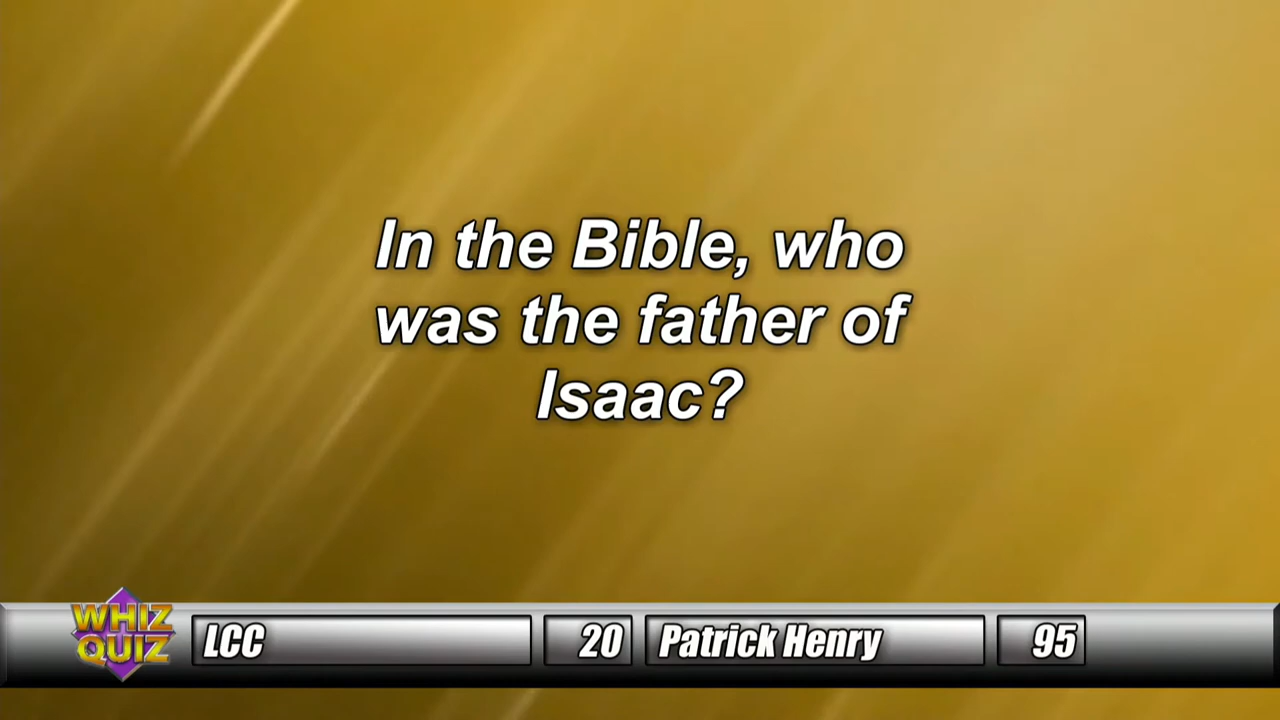 In the Bible, who
was the father of
Isaac?
WHIZ
QUIZ
LCC 20 Patrick Henry 95